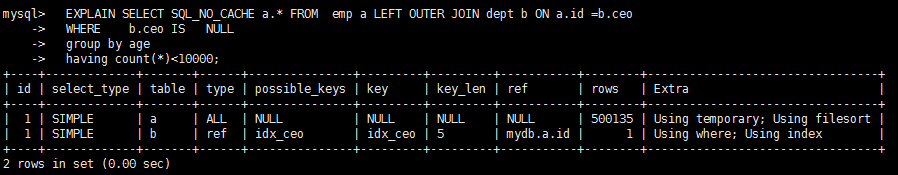 mysql>   EXPLAIN SELECT SQL_NO_CACHE a.* FROM  emp a LEFT OUTER JOIN dept b ON a.id =b.ceo
    ->   WHERE    b.ceo IS   NULL
    ->   group by age
    ->   having count(*)<10000;
+----+-------------+-------+------+---------------+---------+---------+-----------+--------+---------------------------------+
| id | select_type | table | type | possible_keys | key     | key_len | ref       | rows   | Extra                           |
+----+-------------+-------+------+---------------+---------+---------+-----------+--------+---------------------------------+
|  1 | SIMPLE      | a     | ALL  | NULL          | NULL    | NULL    | NULL      | 500135 | Using temporary; Using filesort |
|  1 | SIMPLE      | b     | ref  | idx_ceo       | idx_ceo | 5       | mydb.a.id |      1 | Using where; Using index        |
+----+-------------+-------+------+---------------+---------+---------+-----------+--------+---------------------------------+
2 rows in set (0.00 sec)